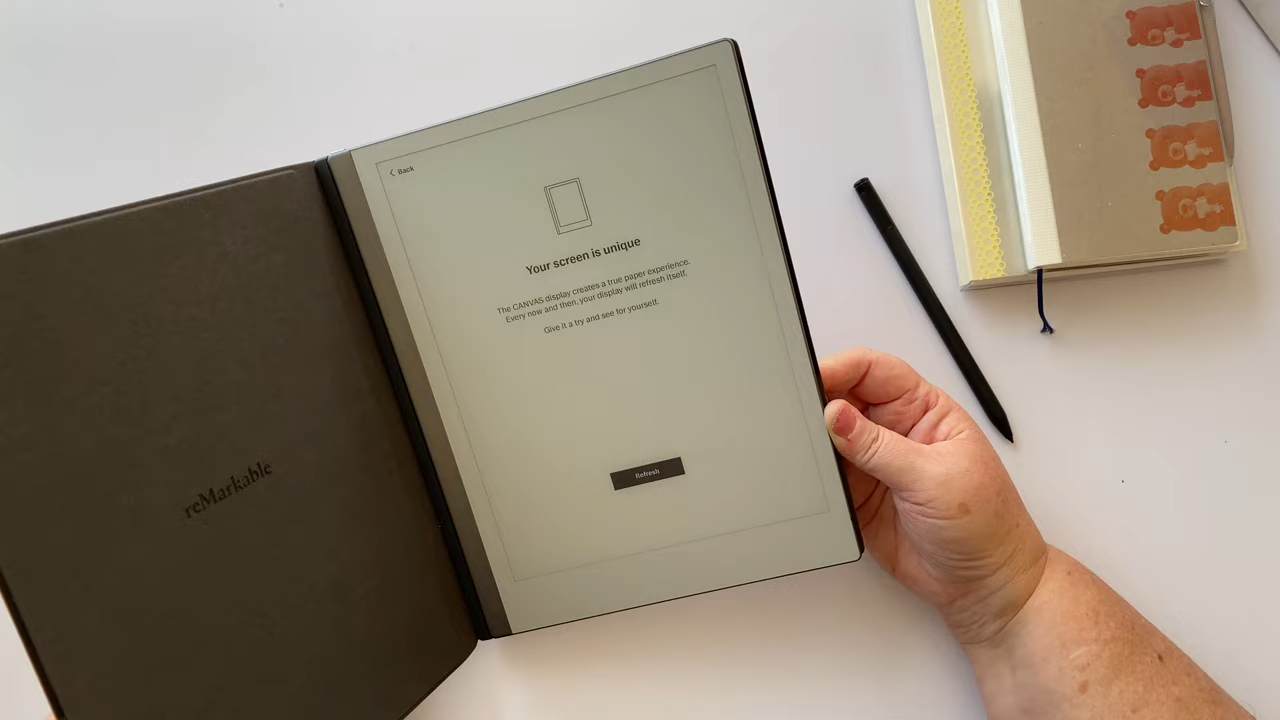 reMarkable
Back
Your screen is unique
The CANVAS display creates a true paper experience.
Every now and then, your display will refresh itself.
Give it a try and see for yourself.
Refresh